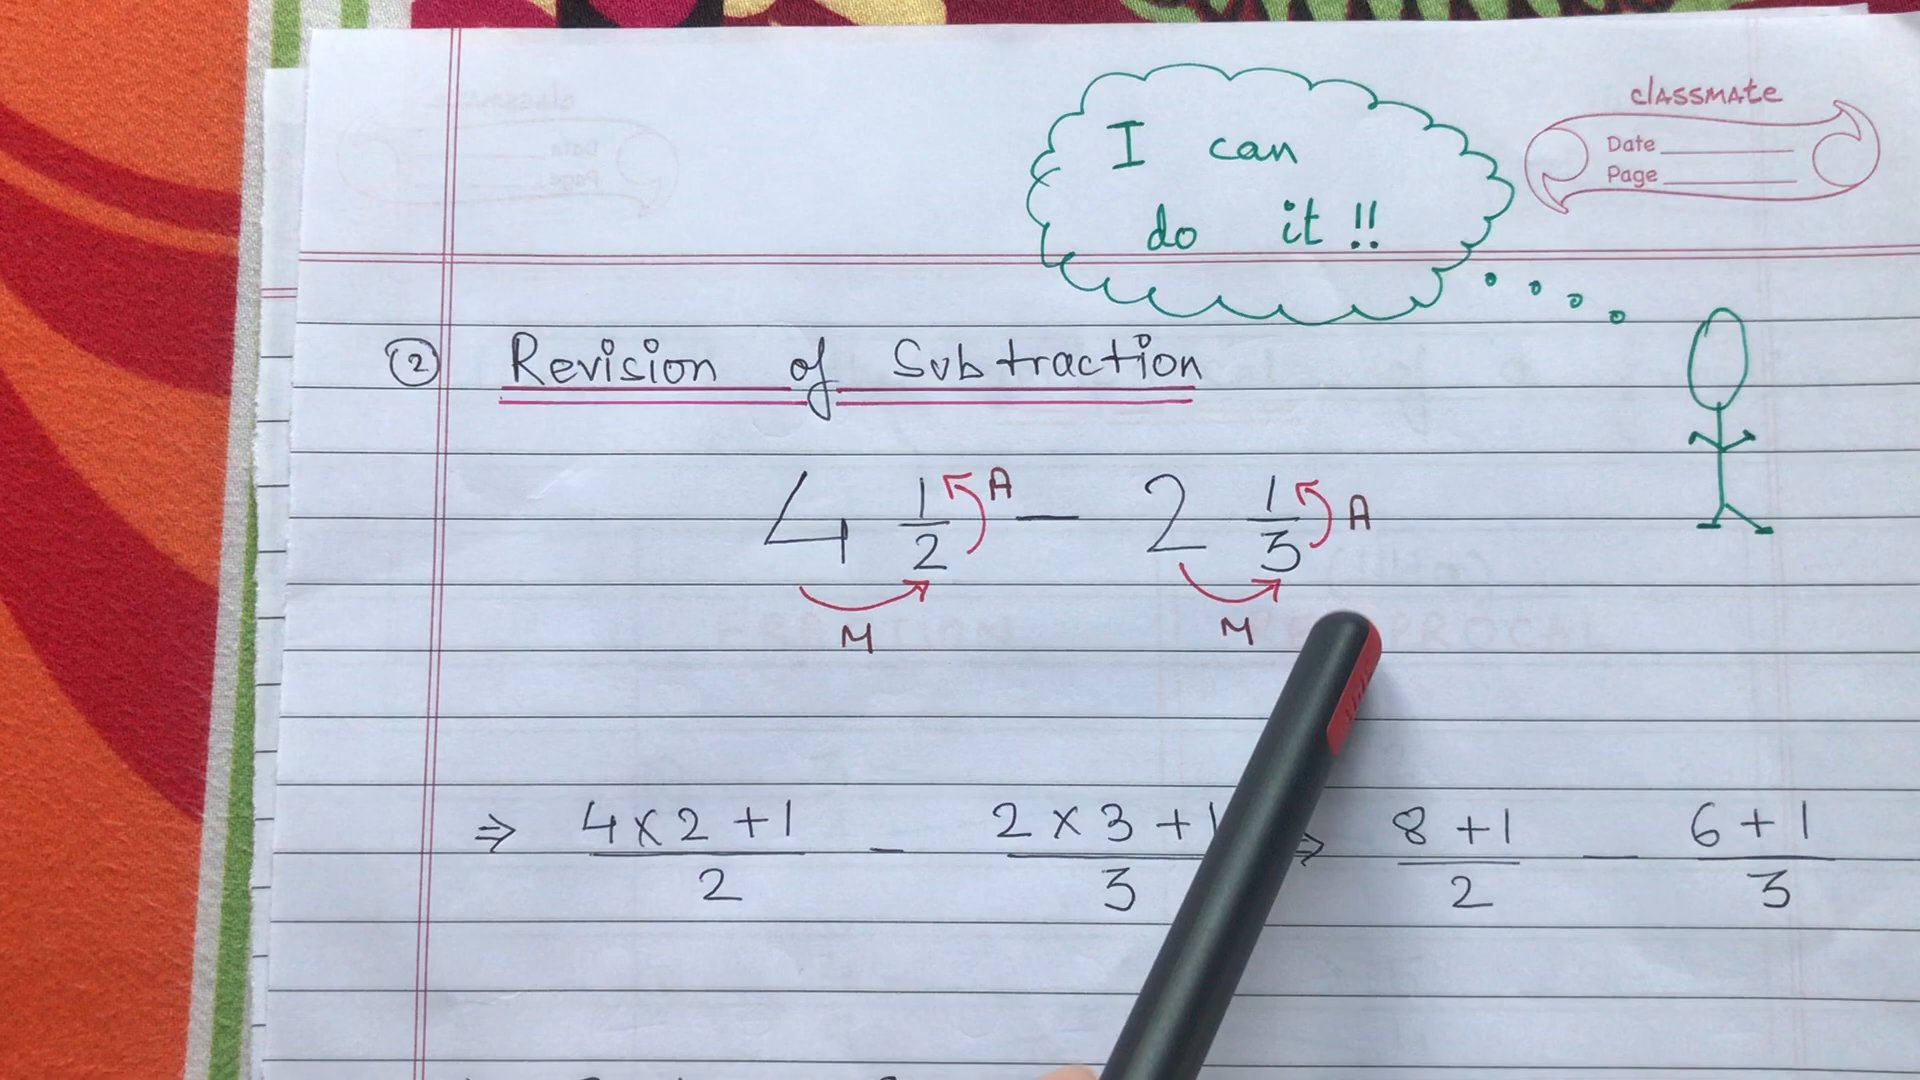 I can
do it !!
classmate
Date
Page
② Revision of Subtraction
4 1/2 A − 2 1/3 A
M M
⇒ 4×2+1/2 − 2×3+1/3 ⇒ 8+1/2 − 6+1/3